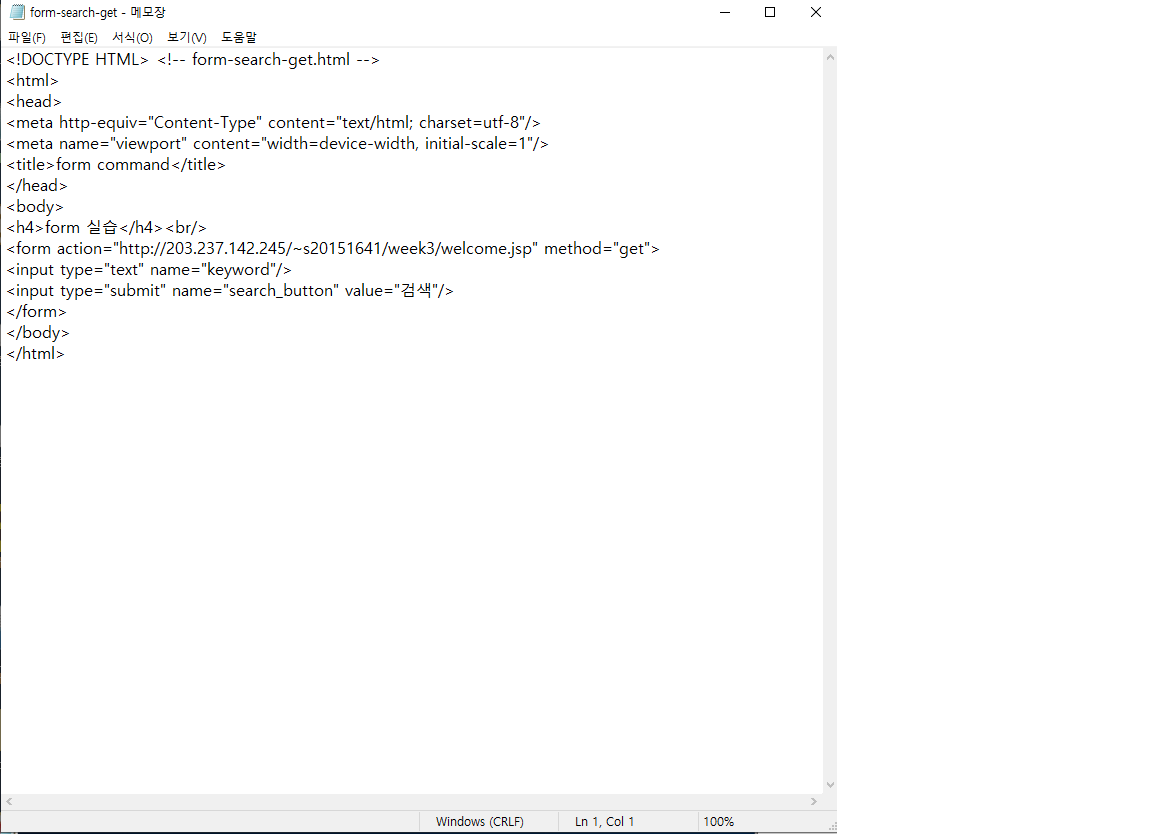 form-search-get - 메모장
파일(F) 편집(E) 서식(O) 보기(V) 도움말
<!DOCTYPE HTML> <!-- form-search-get.html -->
<html>
<head>
<meta http-equiv="Content-Type" content="text/html; charset=utf-8"/>
<meta name="viewport" content="width=device-width, initial-scale=1"/>
<title>form command</title>
</head>
<body>
<h4>form 실습</h4><br/>
<form action="http://203.237.142.245/~s20151641/week3/welcome.jsp" method="get">
<input type="text" name="keyword"/>
<input type="submit" name="search_button" value="검색"/>
</form>
</body>
</html>
Windows (CRLF) Ln 1, Col 1 100%